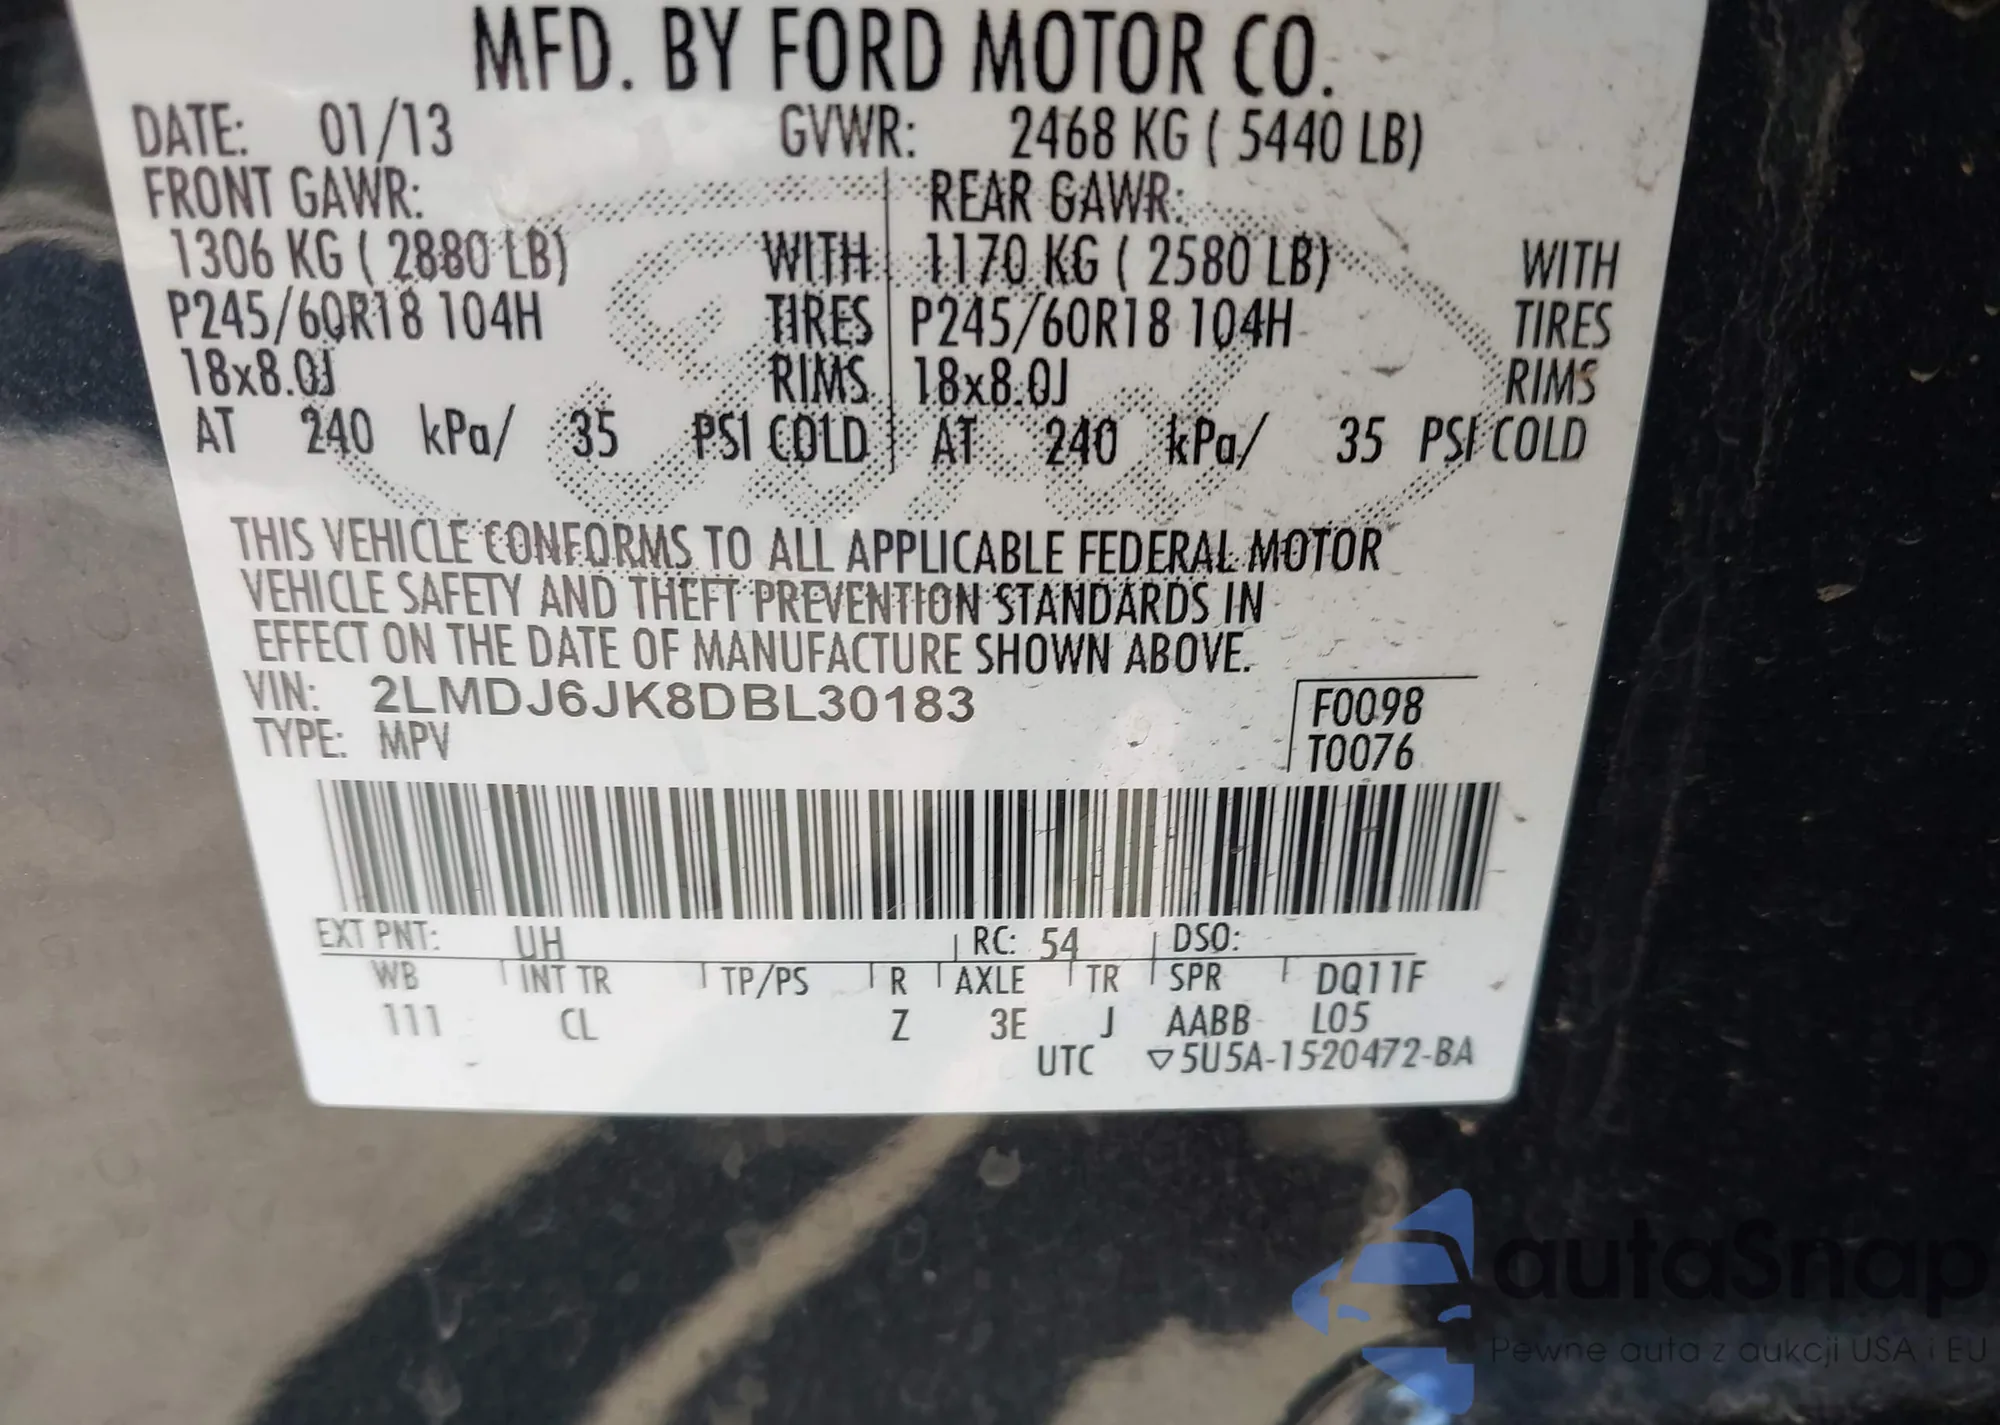 MFD. BY FORD MOTOR CO.
DATE: 01/13 GVWR: 2468 KG ( 5440 LB)
FRONT GAWR: REAR GAWR:
1306 KG ( 2880 LB) WITH 1170 KG ( 2580 LB) WITH
P245/60R18 104H TIRES P245/60R18 104H TIRES
18x8.0J RIMS 18x8.0J RIMS
AT 240 kPa/ 35 PSI COLD AT 240 kPa/ 35 PSI COLD
THIS VEHICLE CONFORMS TO ALL APPLICABLE FEDERAL MOTOR
VEHICLE SAFETY AND THEFT PREVENTION STANDARDS IN
EFFECT ON THE DATE OF MANUFACTURE SHOWN ABOVE.
VIN: 2LMDJ6JK8DBL30183 F0098
TYPE: MPV T0076
EXT PNT: UH RC: 54 DSO:
WB INT TR TP/PS R AXLE TR SPR DQ11F
111 CL Z 3E J AABB L05
UTC ▽5U5A-1520472-BA
autoSnap
Pewne auta z aukcji USA i EU